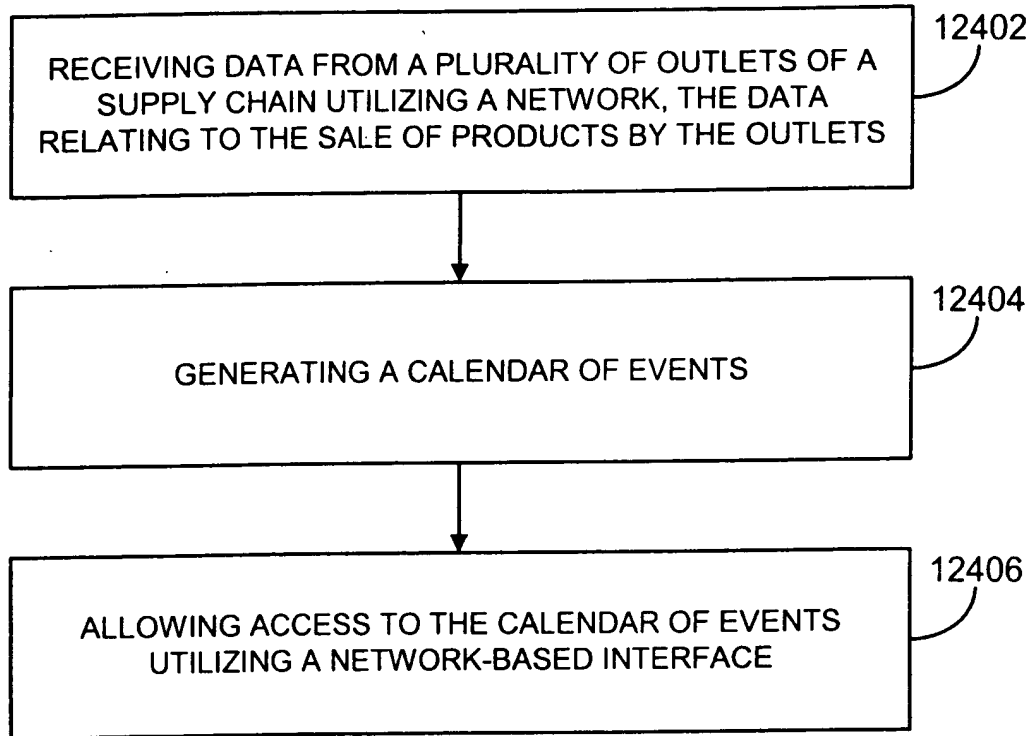 12402
RECEIVING DATA FROM A PLURALITY OF OUTLETS OF A
SUPPLY CHAIN UTILIZING A NETWORK, THE DATA
RELATING TO THE SALE OF PRODUCTS BY THE OUTLETS
12404
GENERATING A CALENDAR OF EVENTS
12406
ALLOWING ACCESS TO THE CALENDAR OF EVENTS
UTILIZING A NETWORK-BASED INTERFACE